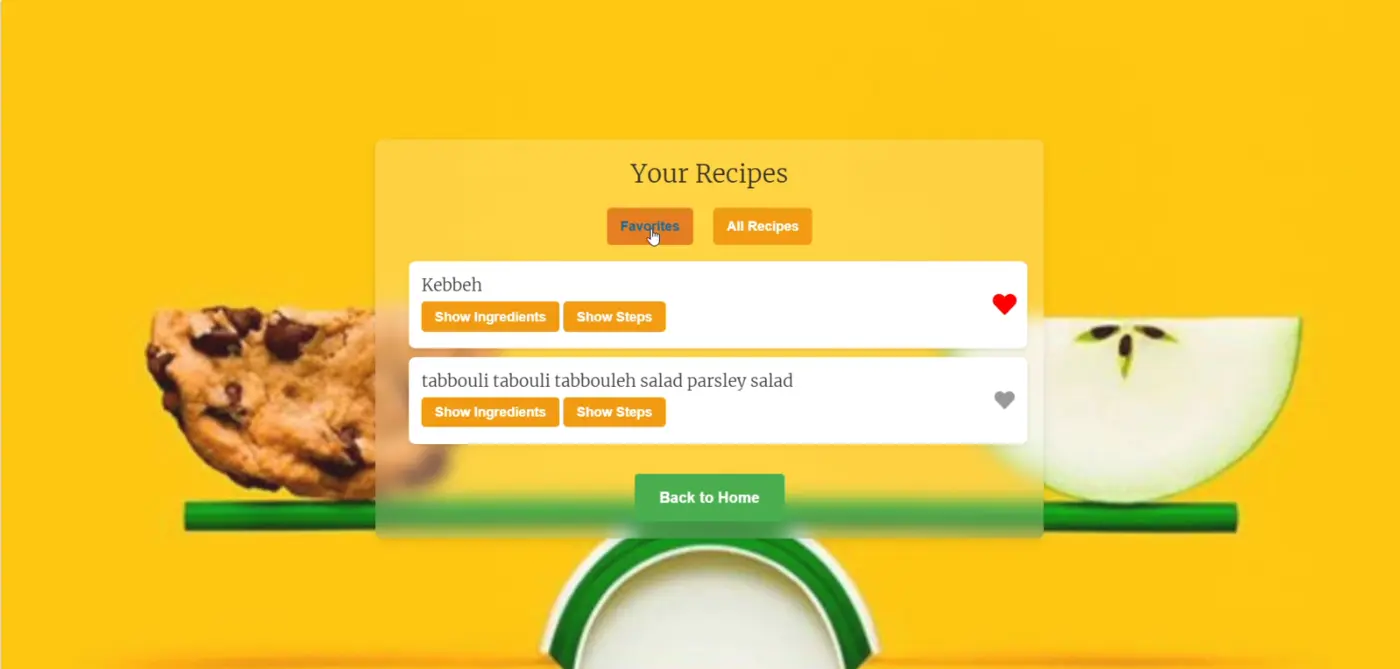 Your Recipes
Favorites All Recipes
Kebbeh
Show Ingredients Show Steps
tabbouli tabouli tabbouleh salad parsley salad
Show Ingredients Show Steps
Back to Home